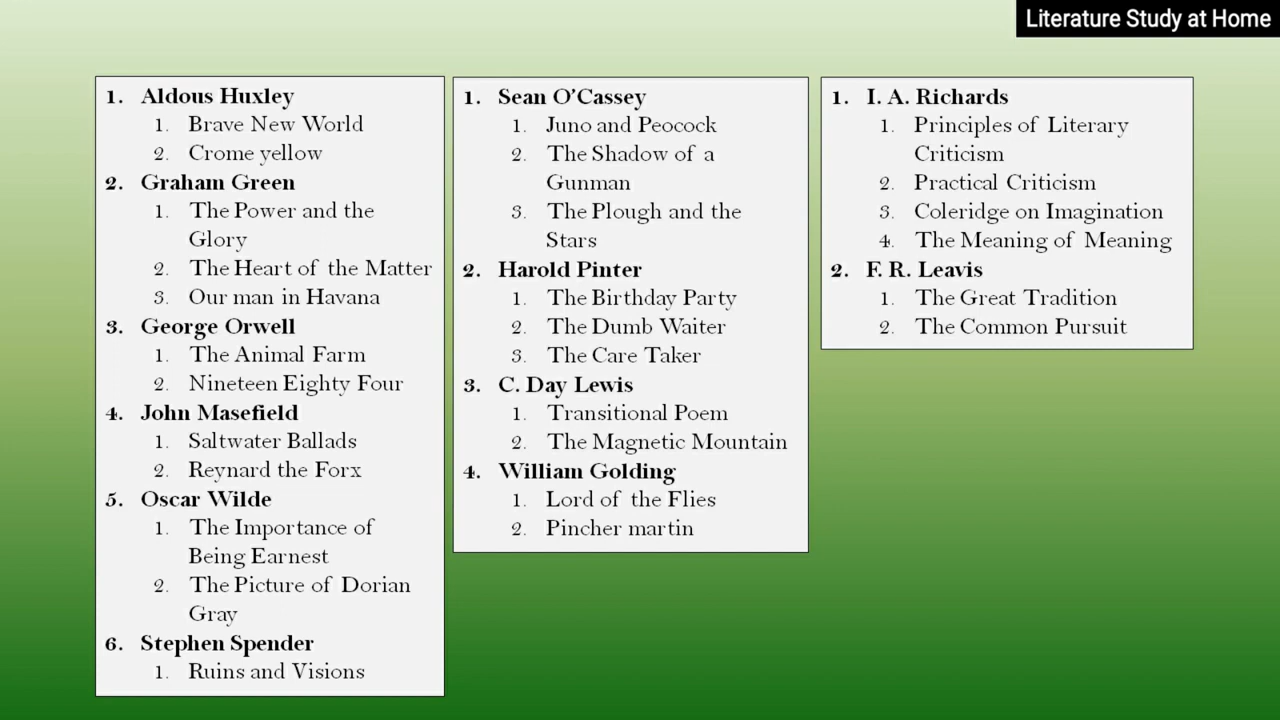 Literature Study at Home
1. Aldous Huxley
1. Brave New World
2. Crome yellow
2. Graham Green
1. The Power and the
Glory
2. The Heart of the Matter
3. Our man in Havana
3. George Orwell
1. The Animal Farm
2. Nineteen Eighty Four
4. John Masefield
1. Saltwater Ballads
2. Reynard the Forx
5. Oscar Wilde
1. The Importance of
Being Earnest
2. The Picture of Dorian
Gray
6. Stephen Spender
1. Ruins and Visions
1. Sean O’Cassey
1. Juno and Peocock
2. The Shadow of a
Gunman
3. The Plough and the
Stars
2. Harold Pinter
1. The Birthday Party
2. The Dumb Waiter
3. The Care Taker
3. C. Day Lewis
1. Transitional Poem
2. The Magnetic Mountain
4. William Golding
1. Lord of the Flies
2. Pincher martin
1. I. A. Richards
1. Principles of Literary
Criticism
2. Practical Criticism
3. Coleridge on Imagination
4. The Meaning of Meaning
2. F. R. Leavis
1. The Great Tradition
2. The Common Pursuit